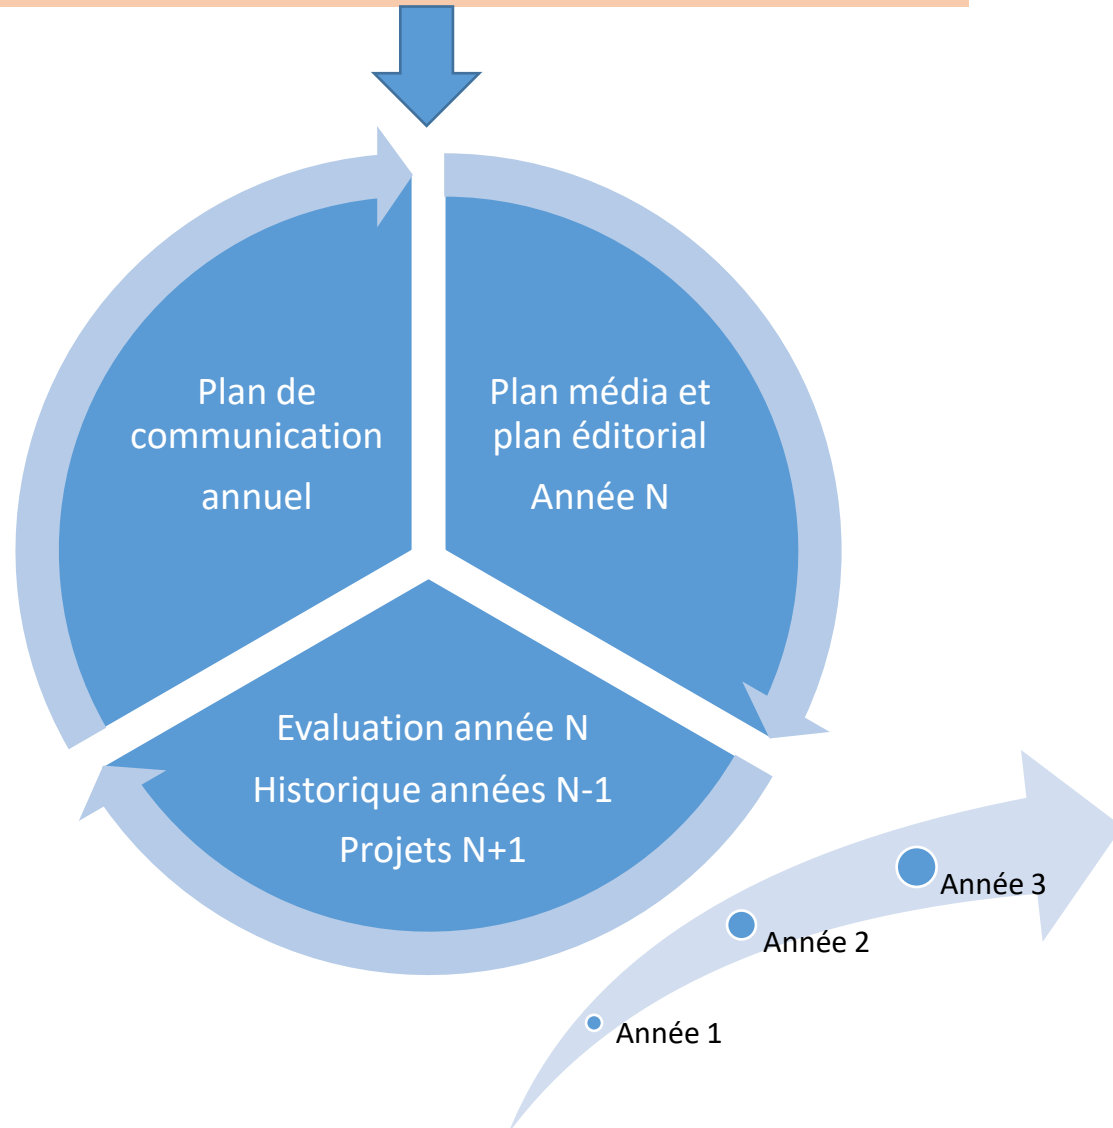 Plan de
communication
annuel
Plan média et
plan éditorial
Année N
Evaluation année N
Historique années N-1
Projets N+1
Année 3
Année 2
Année 1